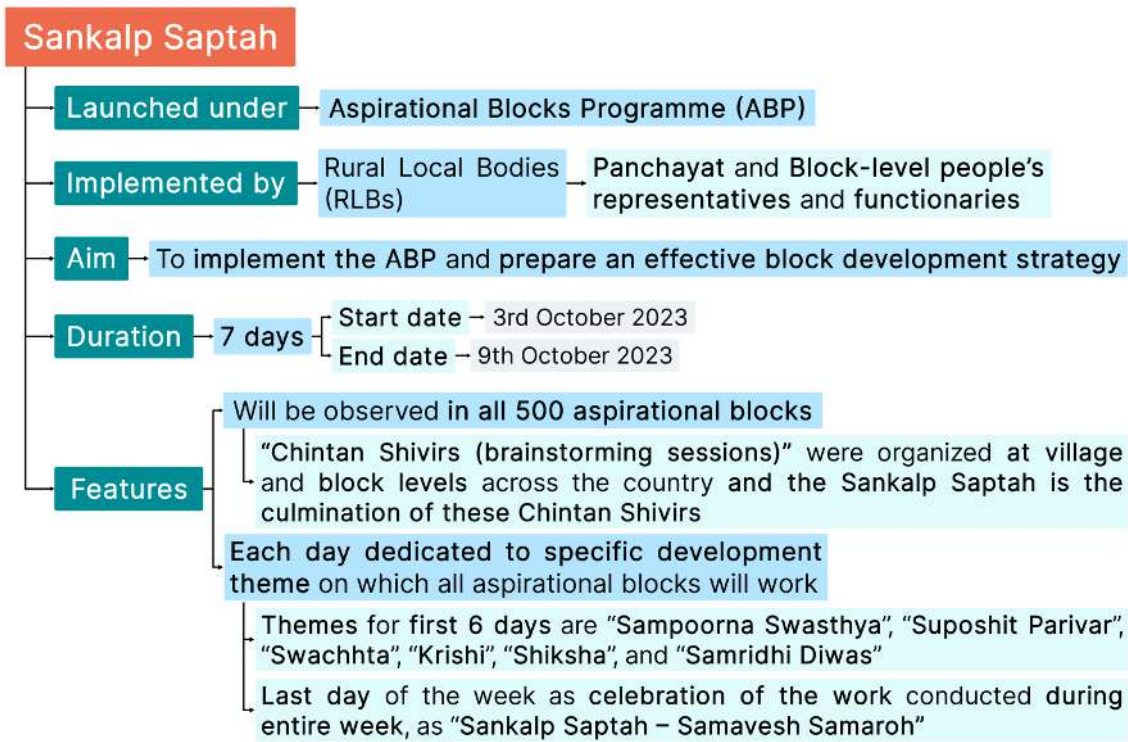 Sankalp Saptah
Launched under
Aspirational Blocks Programme (ABP)
Implemented by
Rural Local Bodies
(RLBs)
Panchayat and Block-level people’s
representatives and functionaries
Aim
To implement the ABP and prepare an effective block development strategy
Duration
7 days
Start date
3rd October 2023
End date
9th October 2023
Features
Will be observed in all 500 aspirational blocks
“Chintan Shivirs (brainstorming sessions)” were organized at village
and block levels across the country and the Sankalp Saptah is the
culmination of these Chintan Shivirs
Each day dedicated to specific development
theme on which all aspirational blocks will work
Themes for first 6 days are “Sampoorna Swasthya”, “Suposhit Parivar”,
“Swachhta”, “Krishi”, “Shiksha”, and “Samridhi Diwas”
Last day of the week as celebration of the work conducted during
entire week, as “Sankalp Saptah – Samavesh Samaroh”